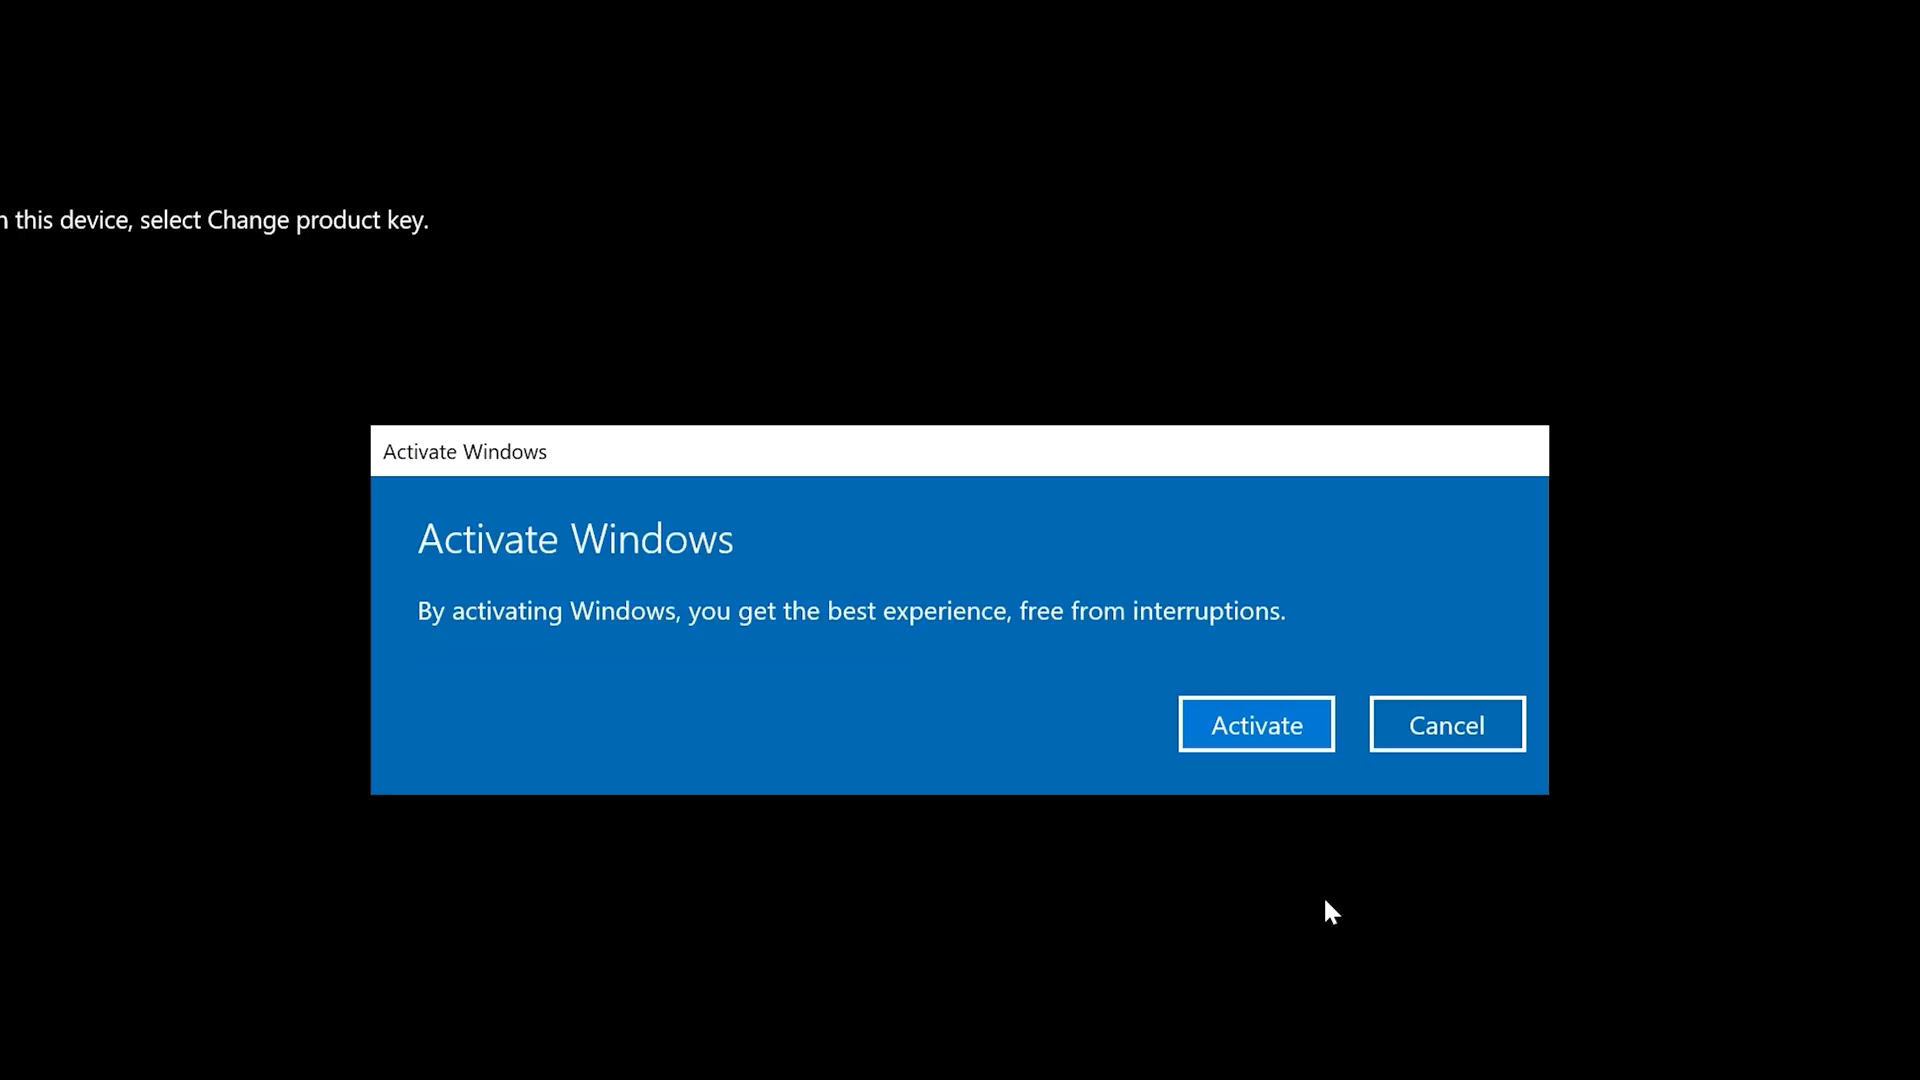 this device, select Change product key.
Activate Windows
Activate Windows
By activating Windows, you get the best experience, free from interruptions.
Activate
Cancel